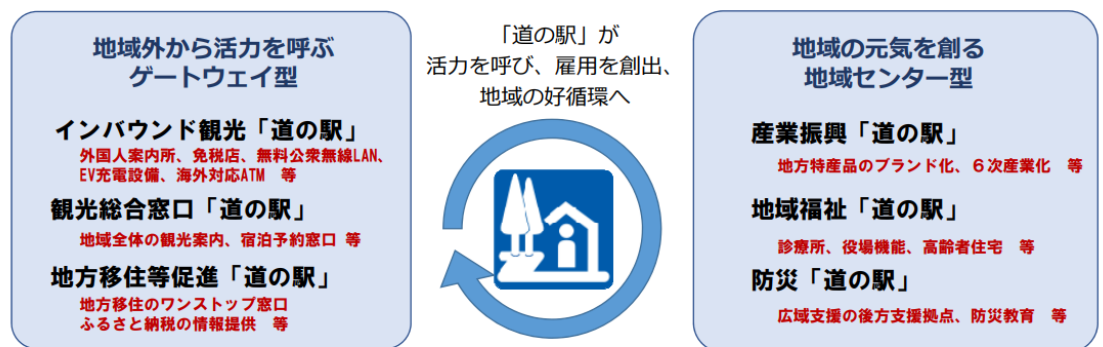 地域外から活力を呼ぶ
ゲートウェイ型
インバウンド観光「道の駅」
外国人案内所、免税店、無料公衆無線LAN、
EV充電設備、海外対応ATM　等
観光総合窓口「道の駅」
地域全体の観光案内、宿泊予約窓口 等
地方移住等促進「道の駅」
地方移住のワンストップ窓口
ふるさと納税の情報提供　等
「道の駅」が
活力を呼び、雇用を創出、
地域の好循環へ
地域の元気を創る
地域センター型
産業振興「道の駅」
地方特産品のブランド化、６次産業化　等
地域福祉「道の駅」
診療所、役場機能、高齢者住宅　等
防災「道の駅」
広域支援の後方支援拠点、防災教育　等